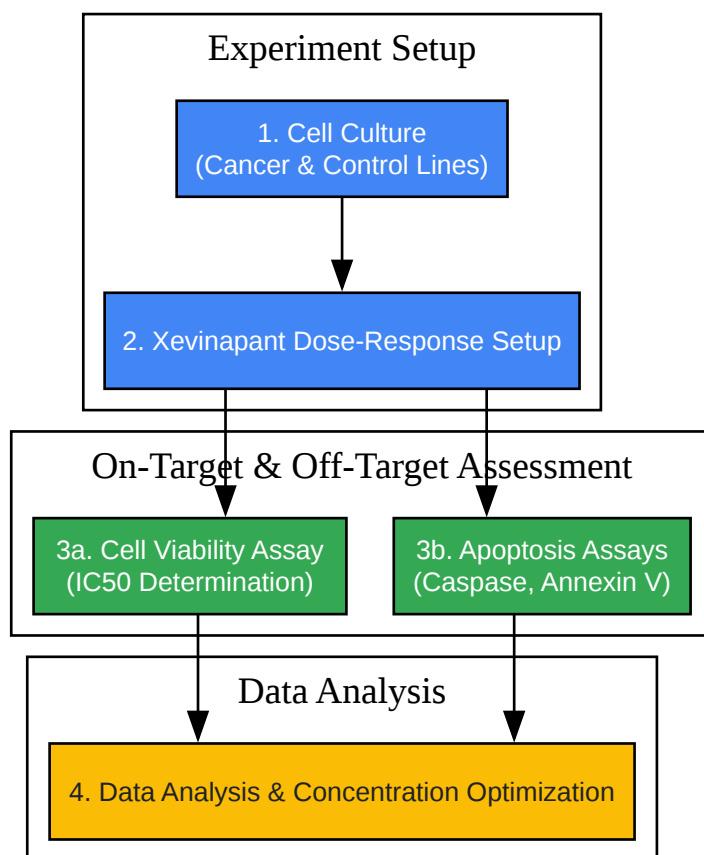 Experiment Setup
1. Cell Culture
(Cancer & Control Lines)
2. Xevinapant Dose-Response Setup
On-Target & Off-Target Assessment
3a. Cell Viability Assay
(IC50 Determination)
3b. Apoptosis Assays
(Caspase, Annexin V)
Data Analysis
4. Data Analysis & Concentration Optimization